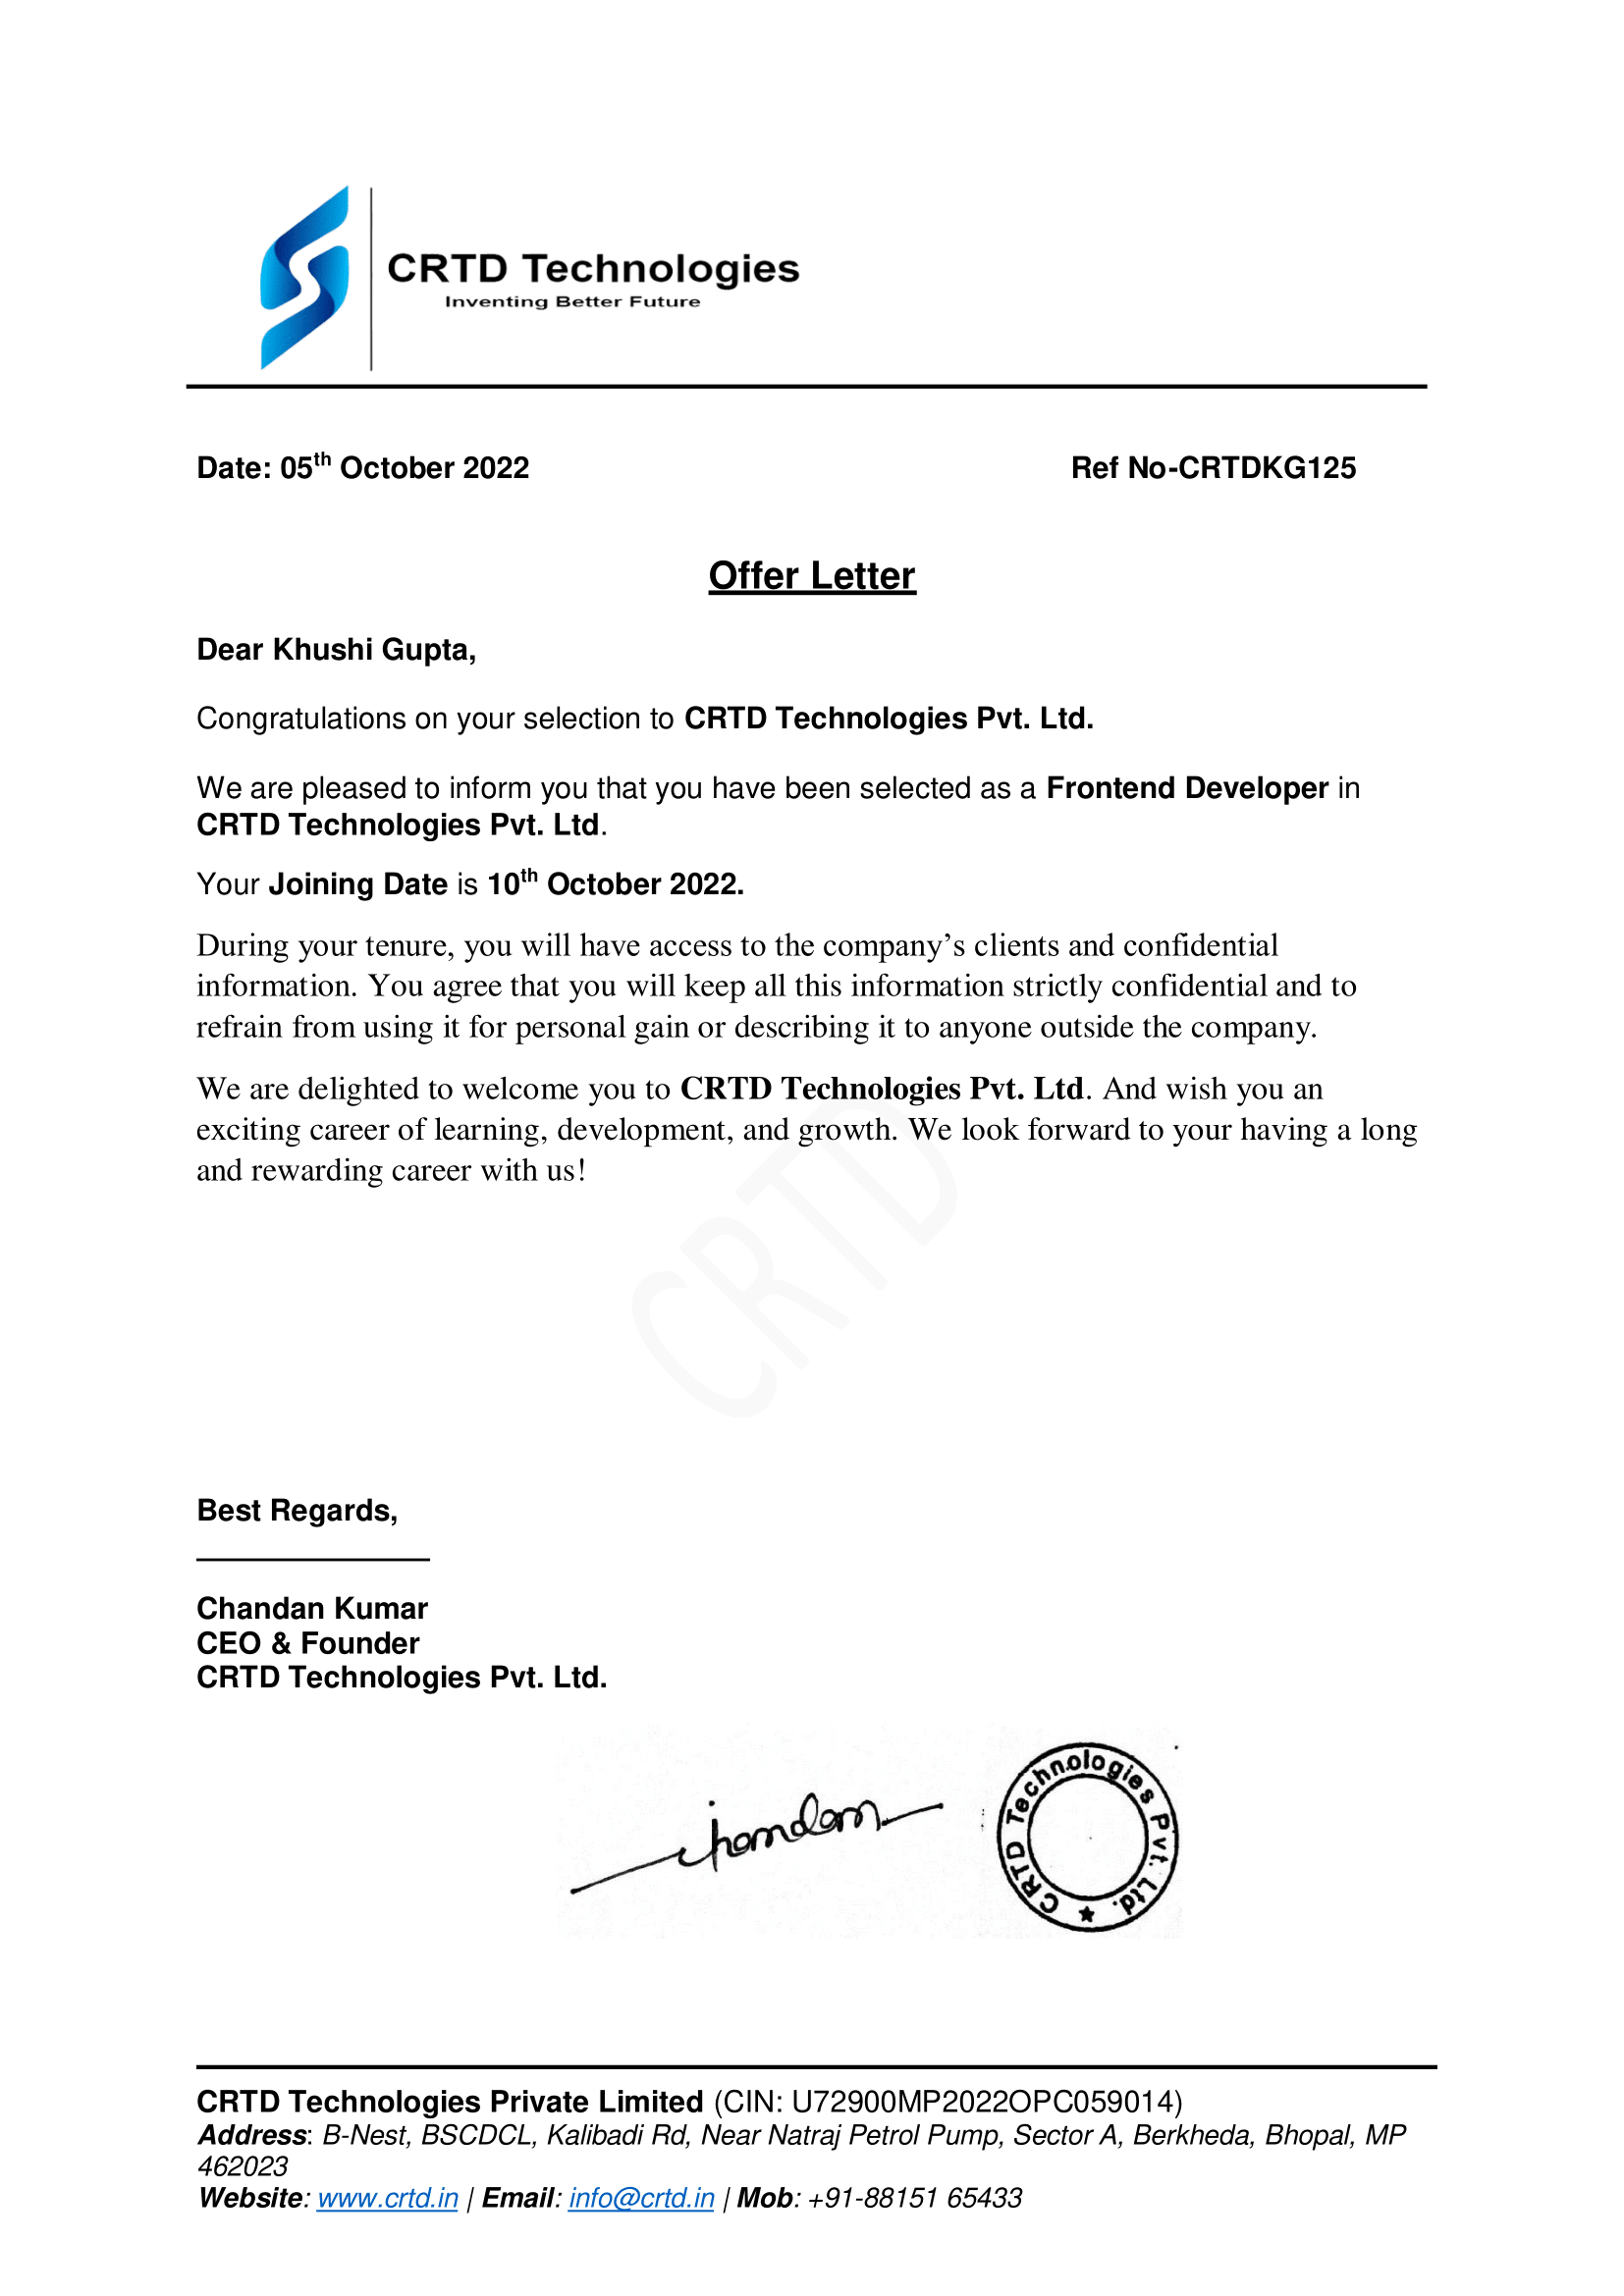 CRTD Technologies
Inventing Better Future
Date: 05th October 2022 Ref No-CRTDKG125
Offer Letter
Dear Khushi Gupta,
Congratulations on your selection to CRTD Technologies Pvt. Ltd.
We are pleased to inform you that you have been selected as a Frontend Developer in
CRTD Technologies Pvt. Ltd.
Your Joining Date is 10th October 2022.
During your tenure, you will have access to the company’s clients and confidential
information. You agree that you will keep all this information strictly confidential and to
refrain from using it for personal gain or describing it to anyone outside the company.
We are delighted to welcome you to CRTD Technologies Pvt. Ltd. And wish you an
exciting career of learning, development, and growth. We look forward to your having a long
and rewarding career with us!
CRTD
Best Regards,
Chandan Kumar
CEO & Founder
CRTD Technologies Pvt. Ltd.
chandan
CRTD Technologies Pvt. Ltd.
CRTD Technologies Private Limited (CIN: U72900MP2022OPC059014)
Address: B-Nest, BSCDCL, Kalibadi Rd, Near Natraj Petrol Pump, Sector A, Berkheda, Bhopal, MP
462023
Website: www.crtd.in | Email: info@crtd.in | Mob: +91-88151 65433